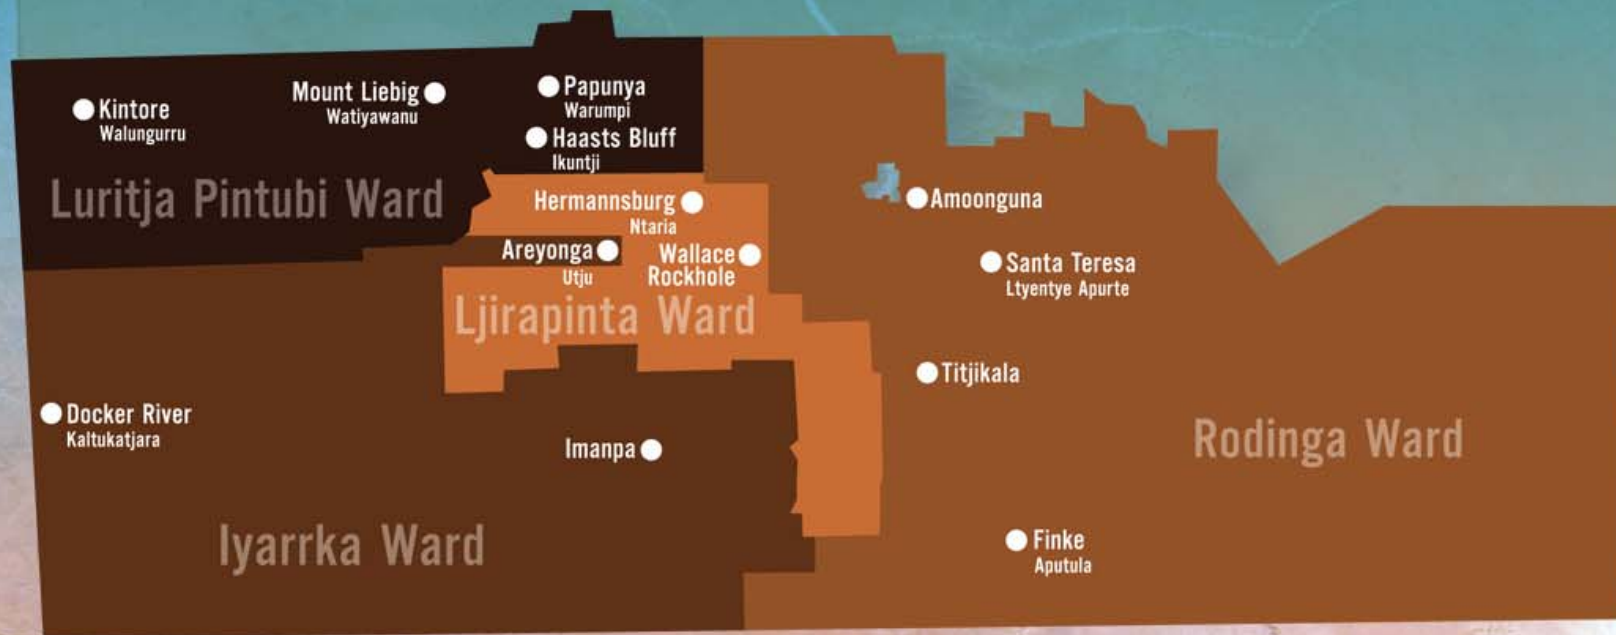 Kintore
Walungurru
Mount Liebig
Watiyawanu
Papunya
Warumpi
Haasts Bluff
Ikuntji
Luritja Pintubi Ward
Hermannsburg
Ntaria
Areyonga
Utju
Wallace
Rockhole
Ljirapinta Ward
Amoonguna
Santa Teresa
Ltyentye Apurte
Titjikala
Docker River
Kaltukatjara
Imanpa
Rodinga Ward
Iyarrka Ward
Finke
Aputula